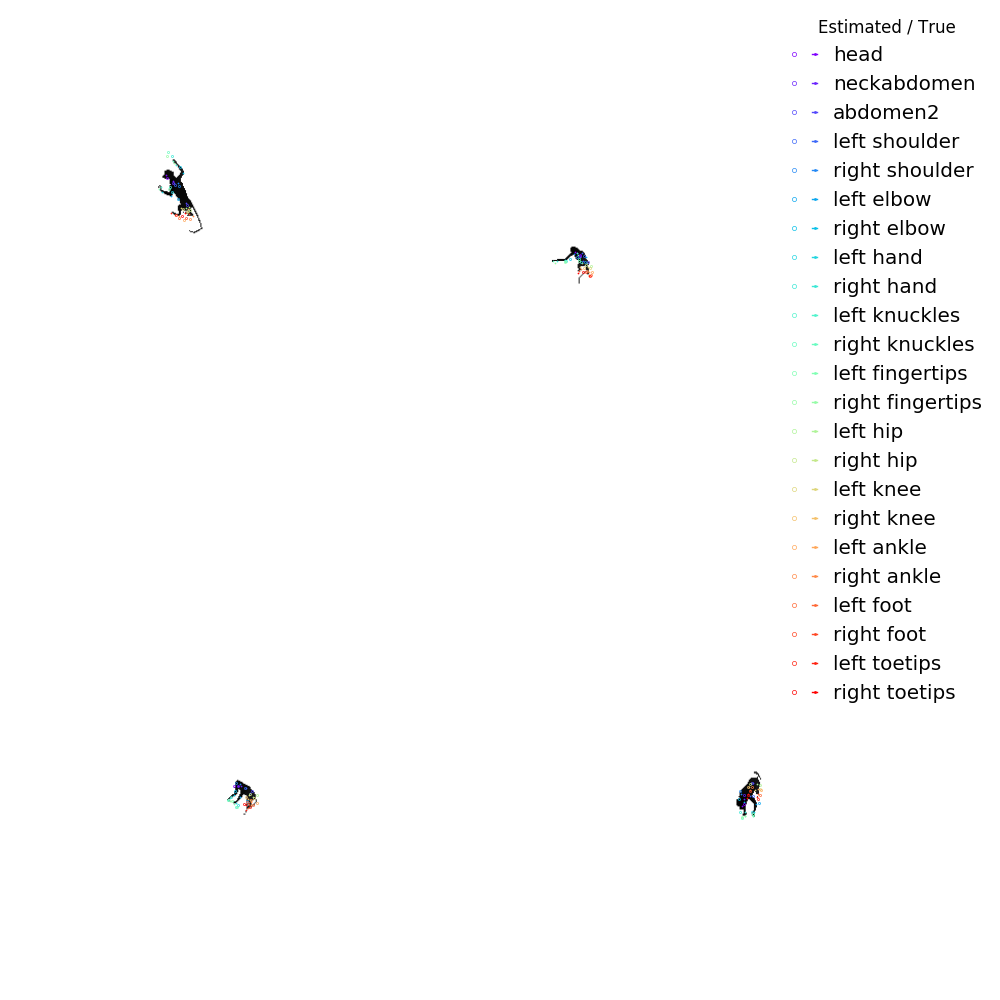 Estimated / True
head
neckabdomen
abdomen2
left shoulder
right shoulder
left elbow
right elbow
left hand
right hand
left knuckles
right knuckles
left fingertips
right fingertips
left hip
right hip
left knee
right knee
left ankle
right ankle
left foot
right foot
left toetips
right toetips